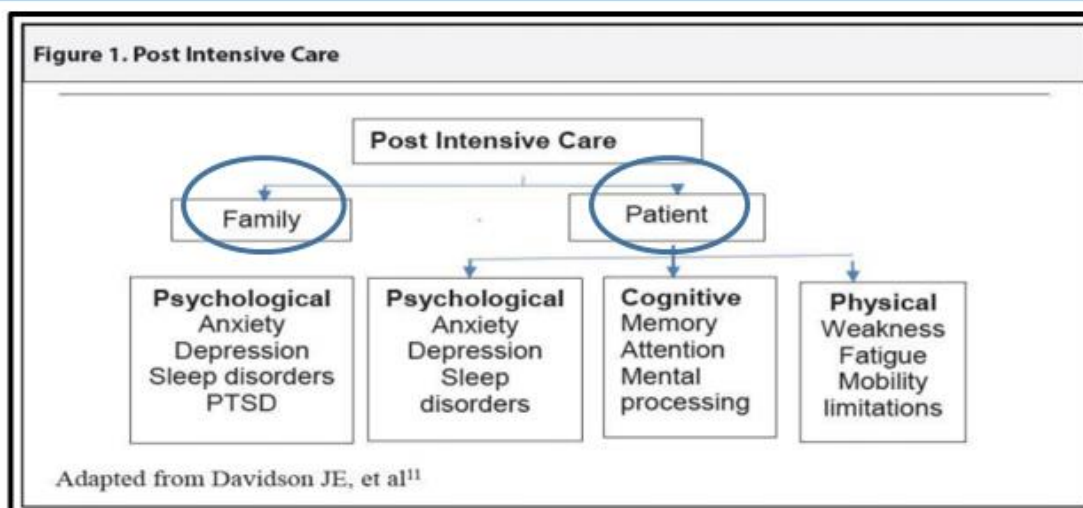 Figure 1. Post Intensive Care
Post Intensive Care
Family
Patient
Psychological
Anxiety
Depression
Sleep disorders
PTSD
Psychological
Anxiety
Depression
Sleep
disorders
Cognitive
Memory
Attention
Mental
processing
Physical
Weakness
Fatigue
Mobility
limitations
Adapted from Davidson JE, et al¹¹